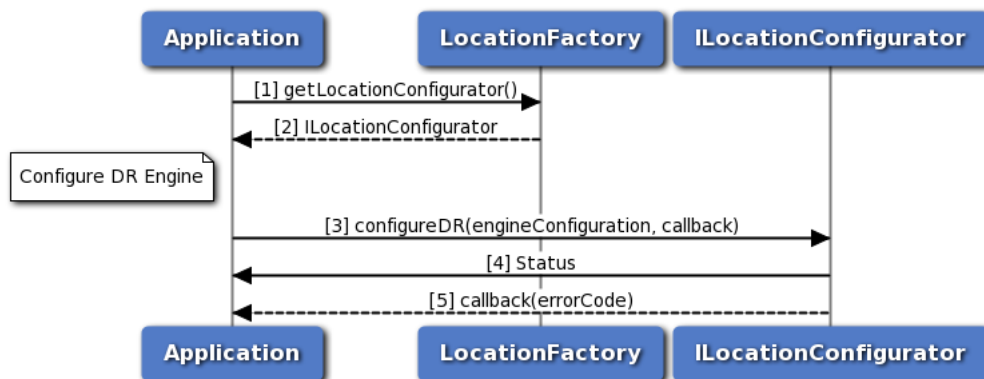 Application
LocationFactory
ILocationConfigurator
[1] getLocationConfigurator()
[2] ILocationConfigurator
Configure DR Engine
[3] configureDR(engineConfiguration, callback)
[4] Status
[5] callback(errorCode)
Application
LocationFactory
ILocationConfigurator